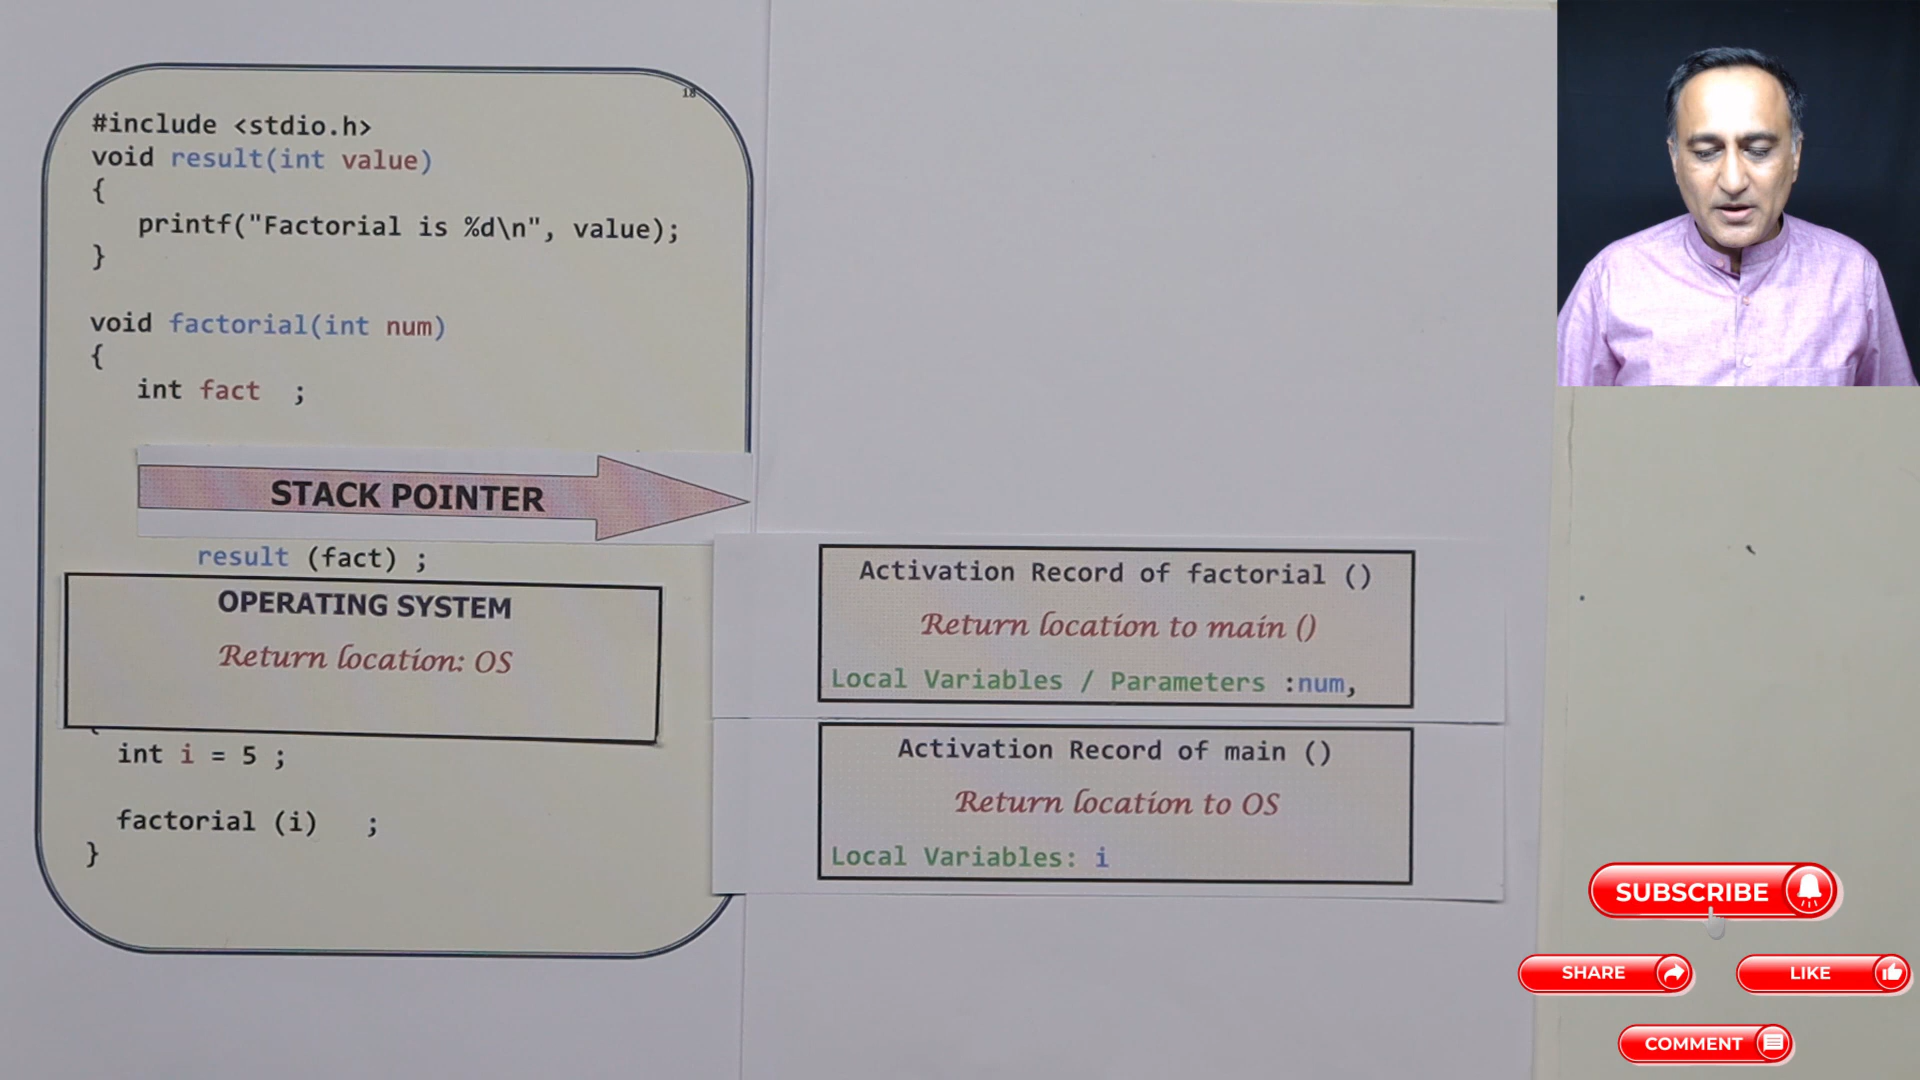 18
#include <stdio.h>
void result(int value)
{
printf("Factorial is %d\n", value);
}
void factorial(int num)
{
int fact ;
STACK POINTER
result (fact) ;
OPERATING SYSTEM
Return location: OS
int i = 5 ;
factorial (i) ;
}
Activation Record of factorial ()
Return location to main ()
Local Variables / Parameters :num,
Activation Record of main ()
Return location to OS
Local Variables: i
SUBSCRIBE
SHARE
LIKE
COMMENT